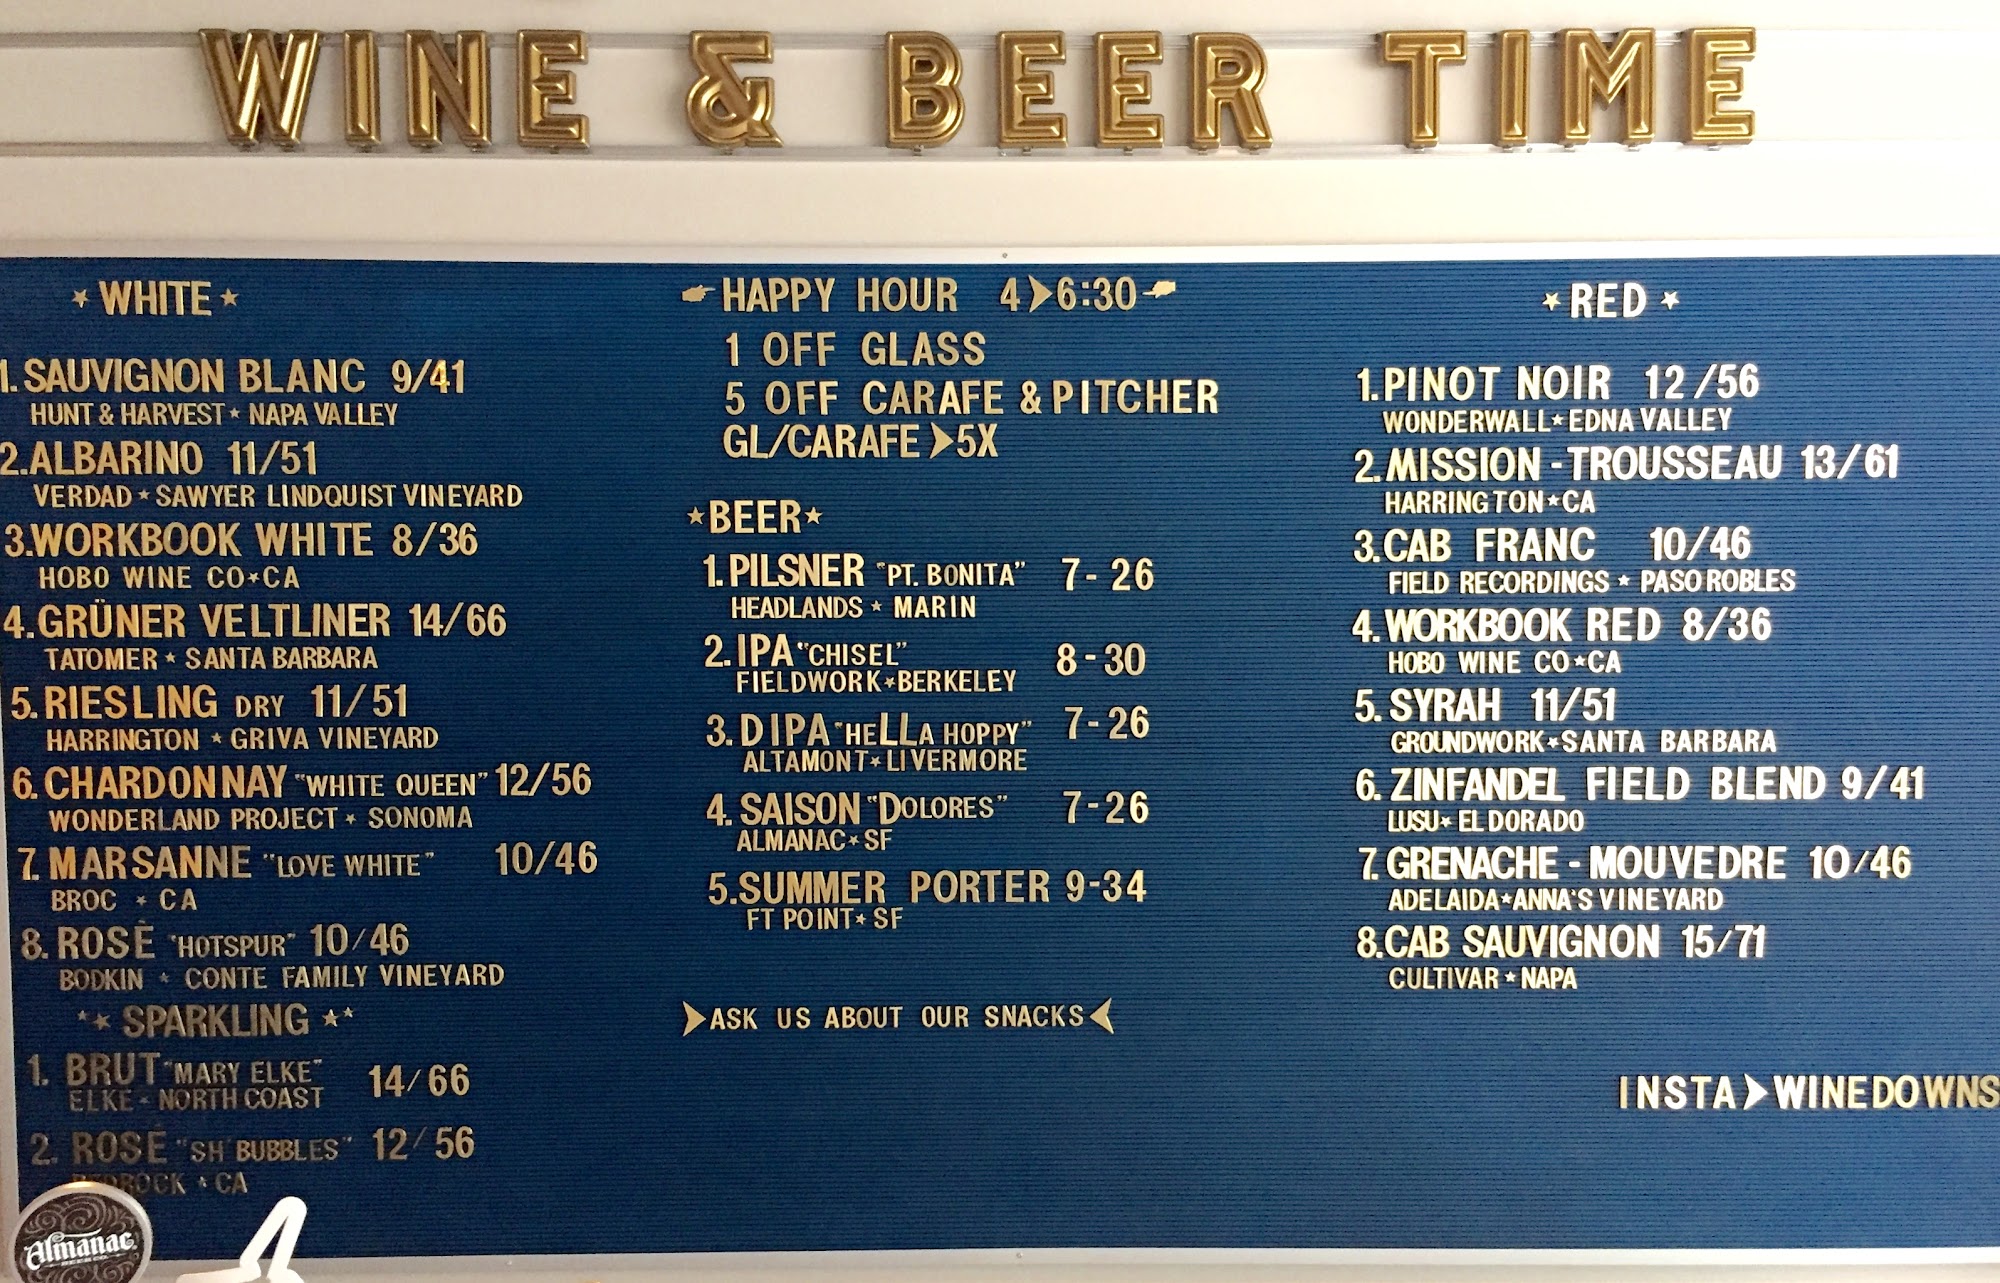 WINE & BEER TIME
* WHITE *
1. SAUVIGNON BLANC 9/41
HUNT & HARVEST * NAPA VALLEY
2. ALBARINO 11/51
VERDAD * SAWYER LINDQUIST VINEYARD
3. WORKBOOK WHITE 8/36
HOBO WINE CO * CA
4. GRÜNER VELTLINER 14/66
TATOMER * SANTA BARBARA
5. RIESLING DRY 11/51
HARRINGTON * GRIVA VINEYARD
6. CHARDONNAY "WHITE QUEEN" 12/56
WONDERLAND PROJECT * SONOMA
7. MARSANNE "LOVE WHITE" 10/46
BROC * CA
8. ROSÉ "HOTSPUR" 10/46
BODKIN * CONTE FAMILY VINEYARD
** SPARKLING **
1. BRUT "MARY ELKE" 14/66
ELKE - NORTH COAST
2. ROSÉ "SH' BUBBLES" 12/56
BEDROCK * CA
Almanac
HAPPY HOUR 4 > 6:30
1 OFF GLASS
5 OFF CARAFE & PITCHER
GL/CARAFE > 5X
* BEER *
1. PILSNER "PT. BONITA" 7-26
HEADLANDS * MARIN
2. IPA "CHISEL" 8-30
FIELDWORK * BERKELEY
3. DIPA "HELLA HOPPY" 7-26
ALTAMONT * LIVERMORE
4. SAISON "DOLORES" 7-26
ALMANAC * SF
5. SUMMER PORTER 9-34
FT POINT * SF
> ASK US ABOUT OUR SNACKS <
* RED *
1. PINOT NOIR 12/56
WONDERWALL * EDNA VALLEY
2. MISSION - TROUSSEAU 13/61
HARRINGTON * CA
3. CAB FRANC 10/46
FIELD RECORDINGS * PASO ROBLES
4. WORKBOOK RED 8/36
HOBO WINE CO * CA
5. SYRAH 11/51
GROUNDWORK * SANTA BARBARA
6. ZINFANDEL FIELD BLEND 9/41
LUSU * EL DORADO
7. GRENACHE - MOUVEDRE 10/46
ADELAIDA * ANNA'S VINEYARD
8. CAB SAUVIGNON 15/71
CULTIVAR * NAPA
INSTA > WINEDOWNS